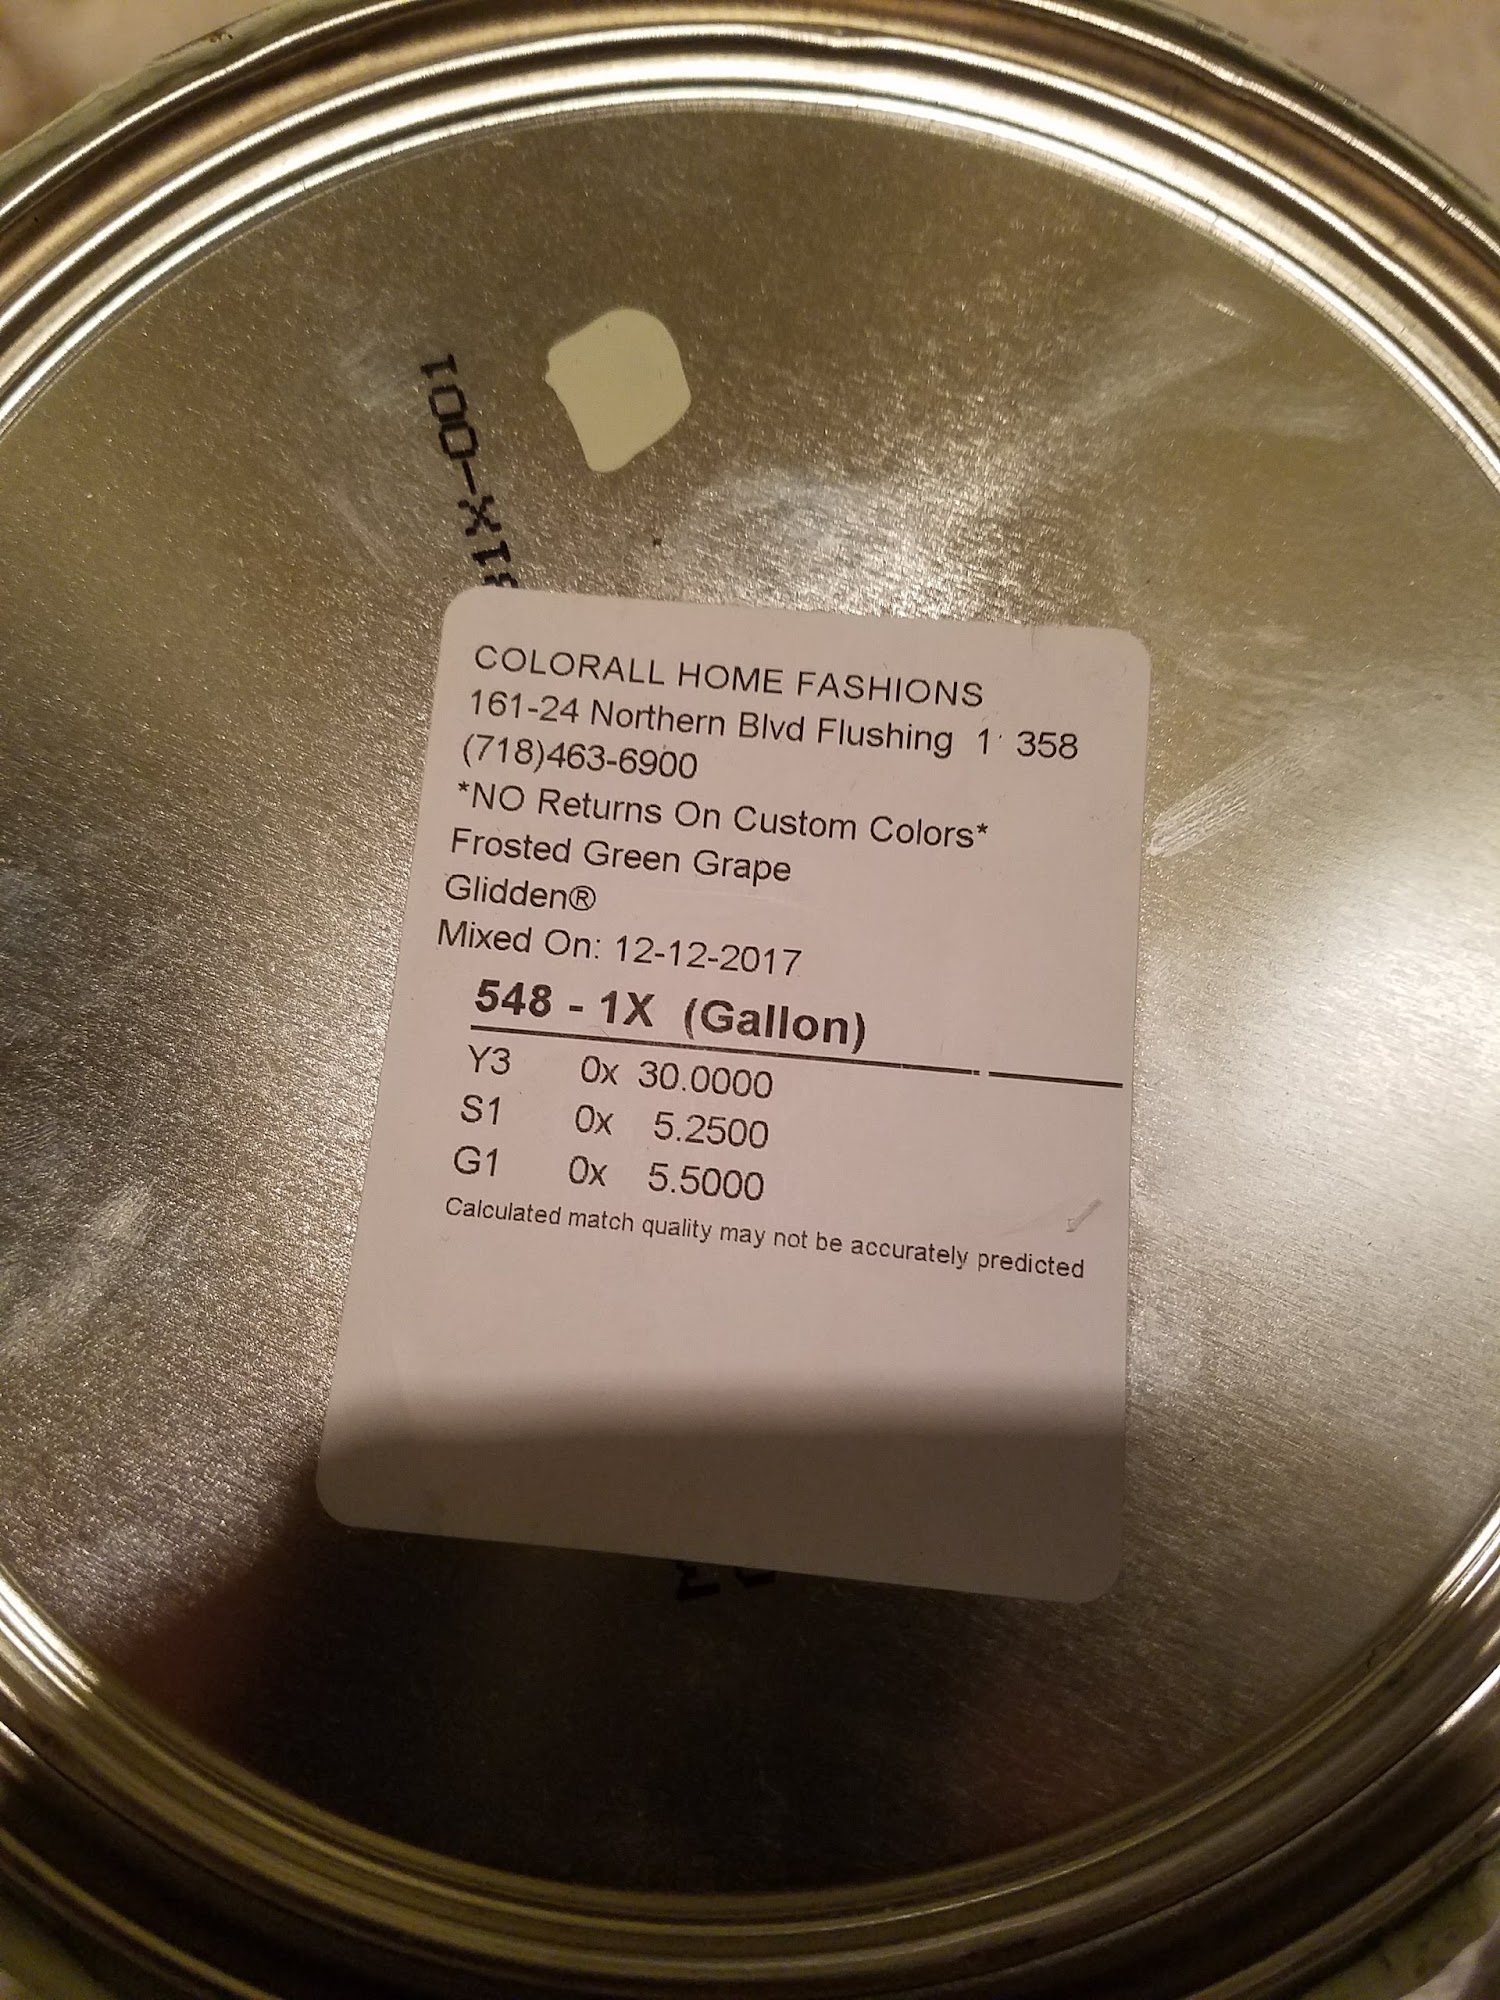 100-X1
COLORALL HOME FASHIONS
161-24 Northern Blvd Flushing 1 358
(718)463-6900
*NO Returns On Custom Colors*
Frosted Green Grape
Glidden®
Mixed On: 12-12-2017
548 - 1X (Gallon)
Y3 0x 30.0000
S1 0x 5.2500
G1 0x 5.5000
Calculated match quality may not be accurately predicted